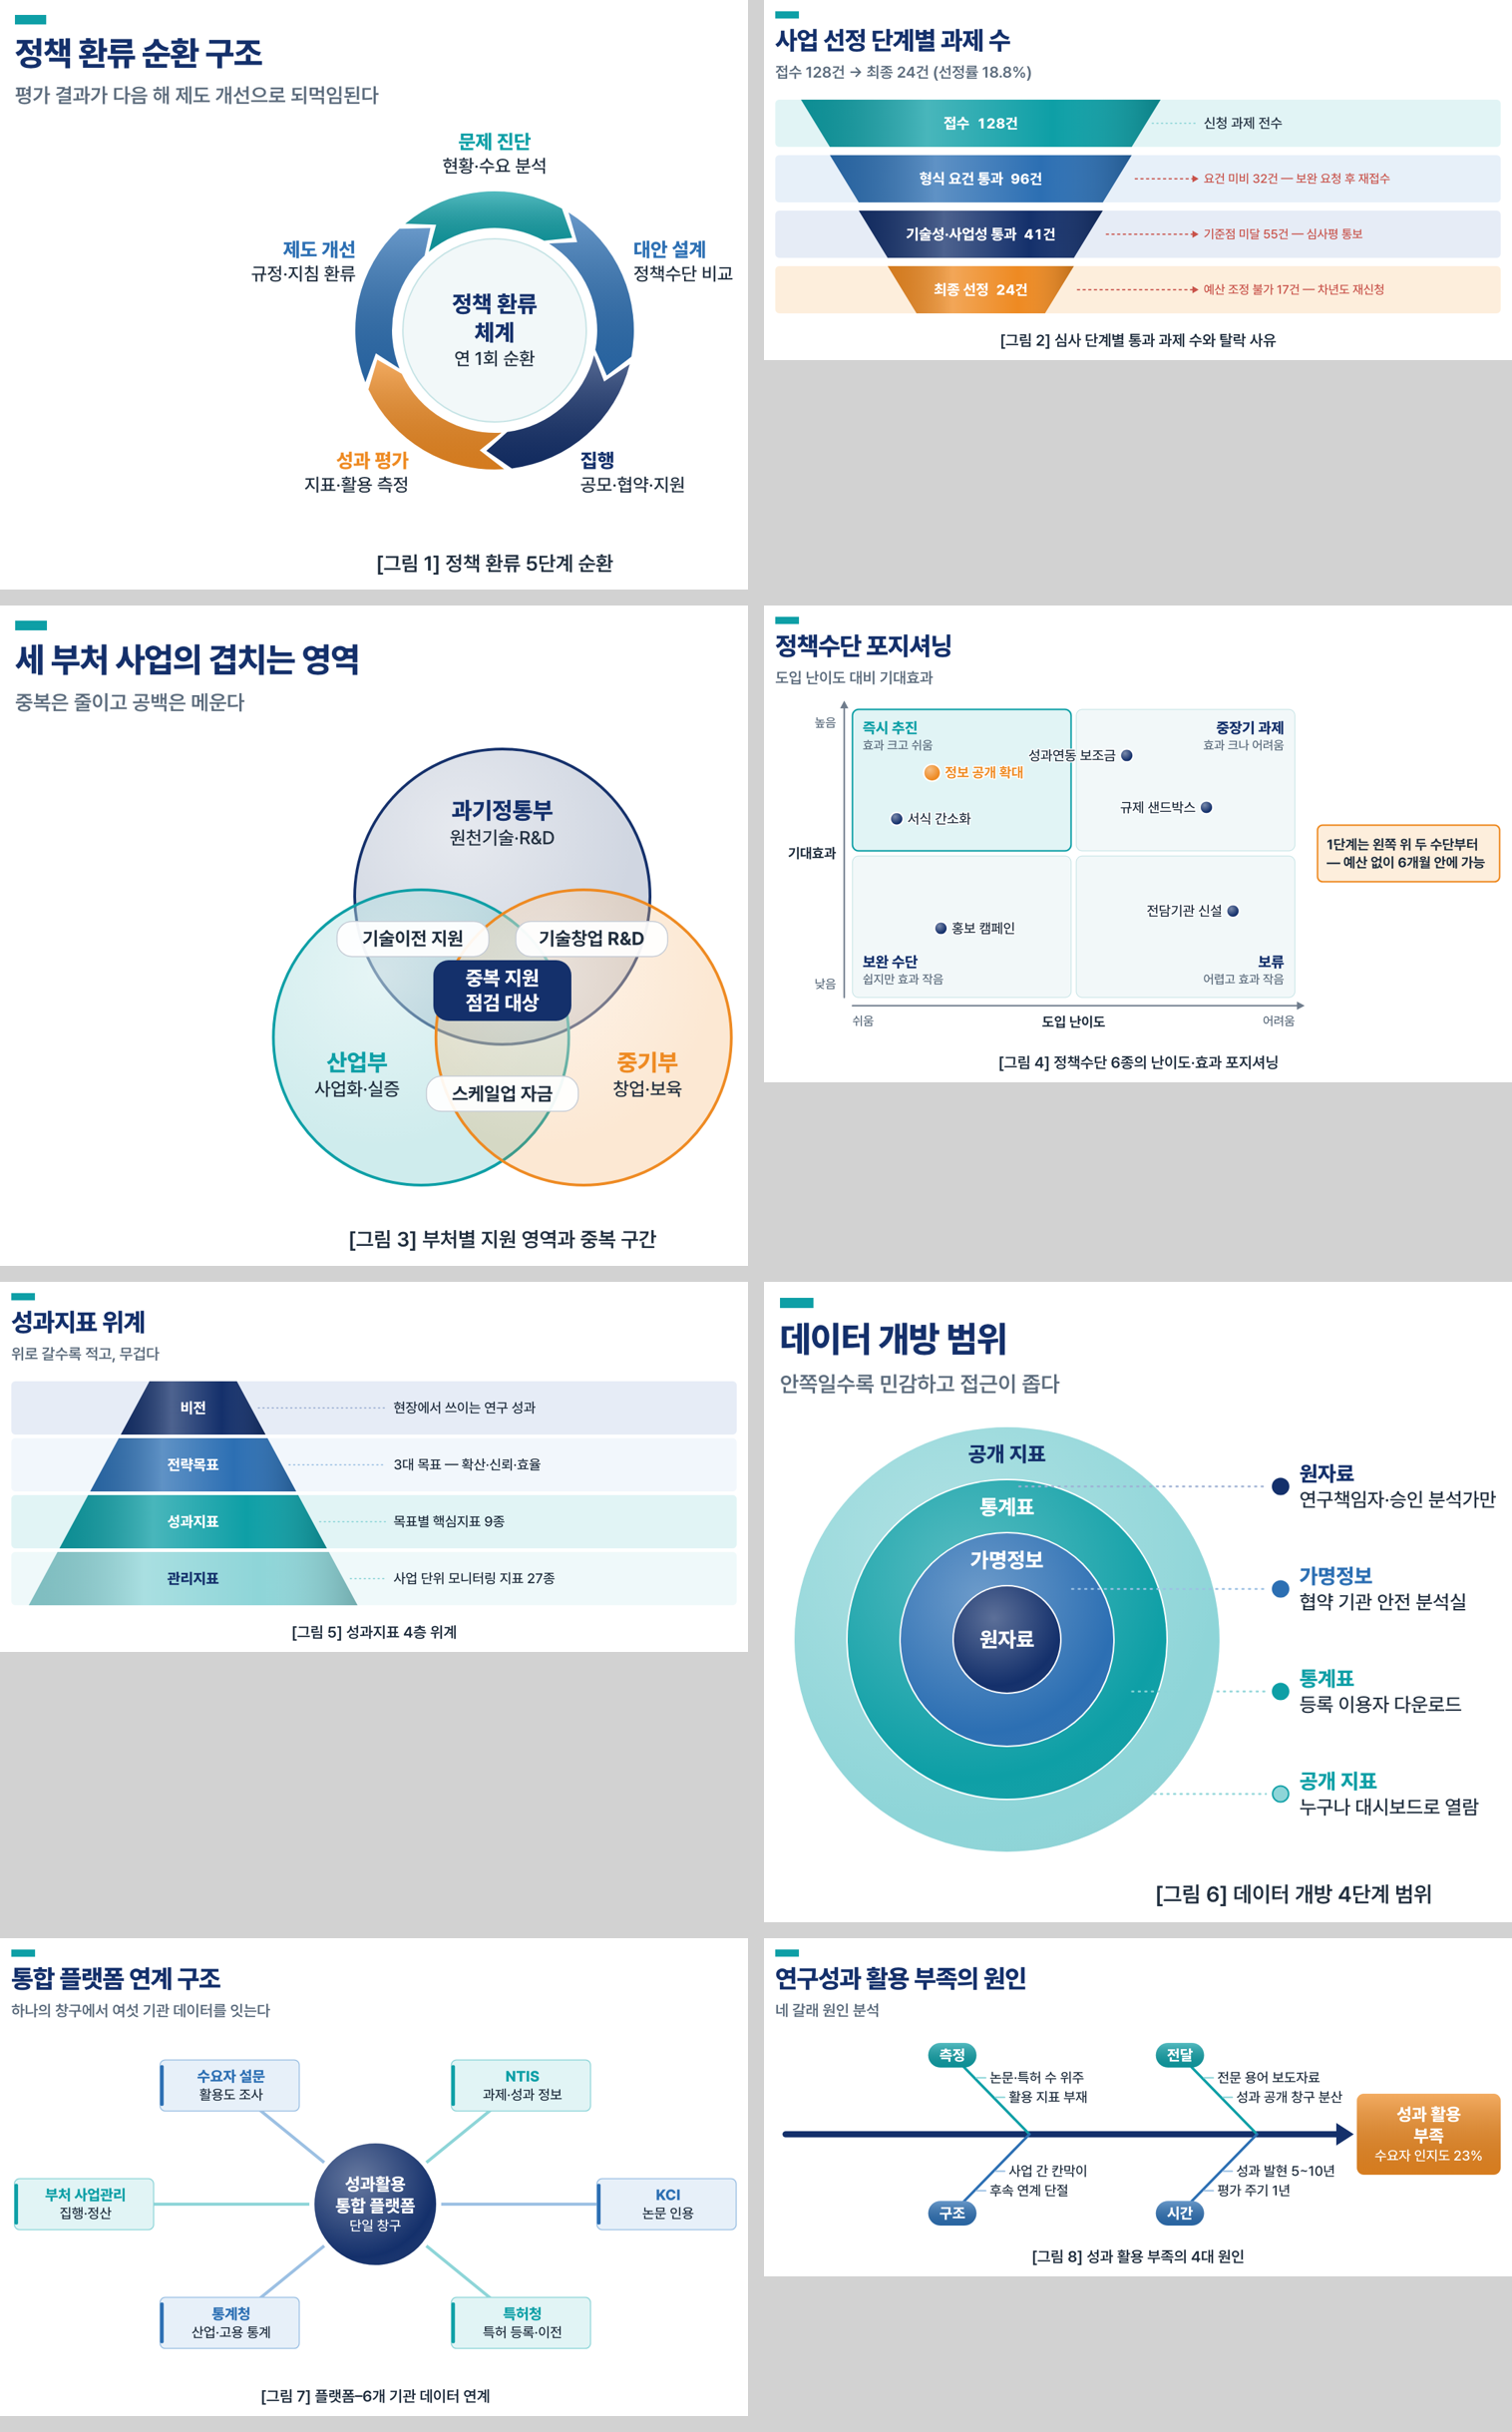 정책 환류 순환 구조
평가 결과가 다음 해 제도 개선으로 되먹임된다
문제 진단
현황·수요 분석
제도 개선
규정·지침 환류
대안 설계
정책수단 비교
정책 환류
체계
연 1회 순환
성과 평가
지표·활용 측정
집행
공모·협약·지원
[그림 1] 정책 환류 5단계 순환
사업 선정 단계별 과제 수
접수 128건 → 최종 24건 (선정률 18.8%)
접수 128건
신청 과제 전수
형식 요건 통과 96건
요건 미비 32건 — 보완 요청 후 재접수
기술성·사업성 통과 41건
기준점 미달 55건 — 심사평 통보
최종 선정 24건
예산 조정 불가 17건 — 차년도 재신청
[그림 2] 심사 단계별 통과 과제 수와 탈락 사유
세 부처 사업의 겹치는 영역
중복은 줄이고 공백은 메운다
과기정통부
원천기술·R&D
기술이전 지원
기술창업 R&D
중복 지원
점검 대상
산업부
사업화·실증
중기부
창업·보육
스케일업 자금
[그림 3] 부처별 지원 영역과 중복 구간
정책수단 포지셔닝
도입 난이도 대비 기대효과
높음
즉시 추진
효과 크고 쉬움
중장기 과제
효과 크나 어려움
성과연동 보조금
정보 공개 확대
규제 샌드박스
서식 간소화
기대효과
1단계는 왼쪽 위 두 수단부터
— 예산 없이 6개월 안에 가능
전담기관 신설
홍보 캠페인
보완 수단
쉽지만 효과 작음
보류
어렵고 효과 작음
낮음
쉬움
도입 난이도
어려움
[그림 4] 정책수단 6종의 난이도·효과 포지셔닝
성과지표 위계
위로 갈수록 적고, 무겁다
비전
현장에서 쓰이는 연구 성과
전략목표
3대 목표 — 확산·신뢰·효율
성과지표
목표별 핵심지표 9종
관리지표
사업 단위 모니터링 지표 27종
[그림 5] 성과지표 4층 위계
데이터 개방 범위
안쪽일수록 민감하고 접근이 좁다
공개 지표
통계표
가명정보
원자료
원자료
연구책임자·승인 분석가만
가명정보
협약 기관 안전 분석실
통계표
등록 이용자 다운로드
공개 지표
누구나 대시보드로 열람
[그림 6] 데이터 개방 4단계 범위
통합 플랫폼 연계 구조
하나의 창구에서 여섯 기관 데이터를 잇는다
수요자 설문
활용도 조사
NTIS
과제·성과 정보
부처 사업관리
집행·정산
성과활용
통합 플랫폼
단일 창구
KCI
논문 인용
통계청
산업·고용 통계
특허청
특허 등록·이전
[그림 7] 플랫폼–6개 기관 데이터 연계
연구성과 활용 부족의 원인
네 갈래 원인 분석
측정
논문·특허 수 위주
활용 지표 부재
전달
전문 용어 보도자료
성과 공개 창구 분산
성과 활용
부족
수요자 인지도 23%
사업 간 칸막이
후속 연계 단절
구조
성과 발현 5~10년
평가 주기 1년
시간
[그림 8] 성과 활용 부족의 4대 원인